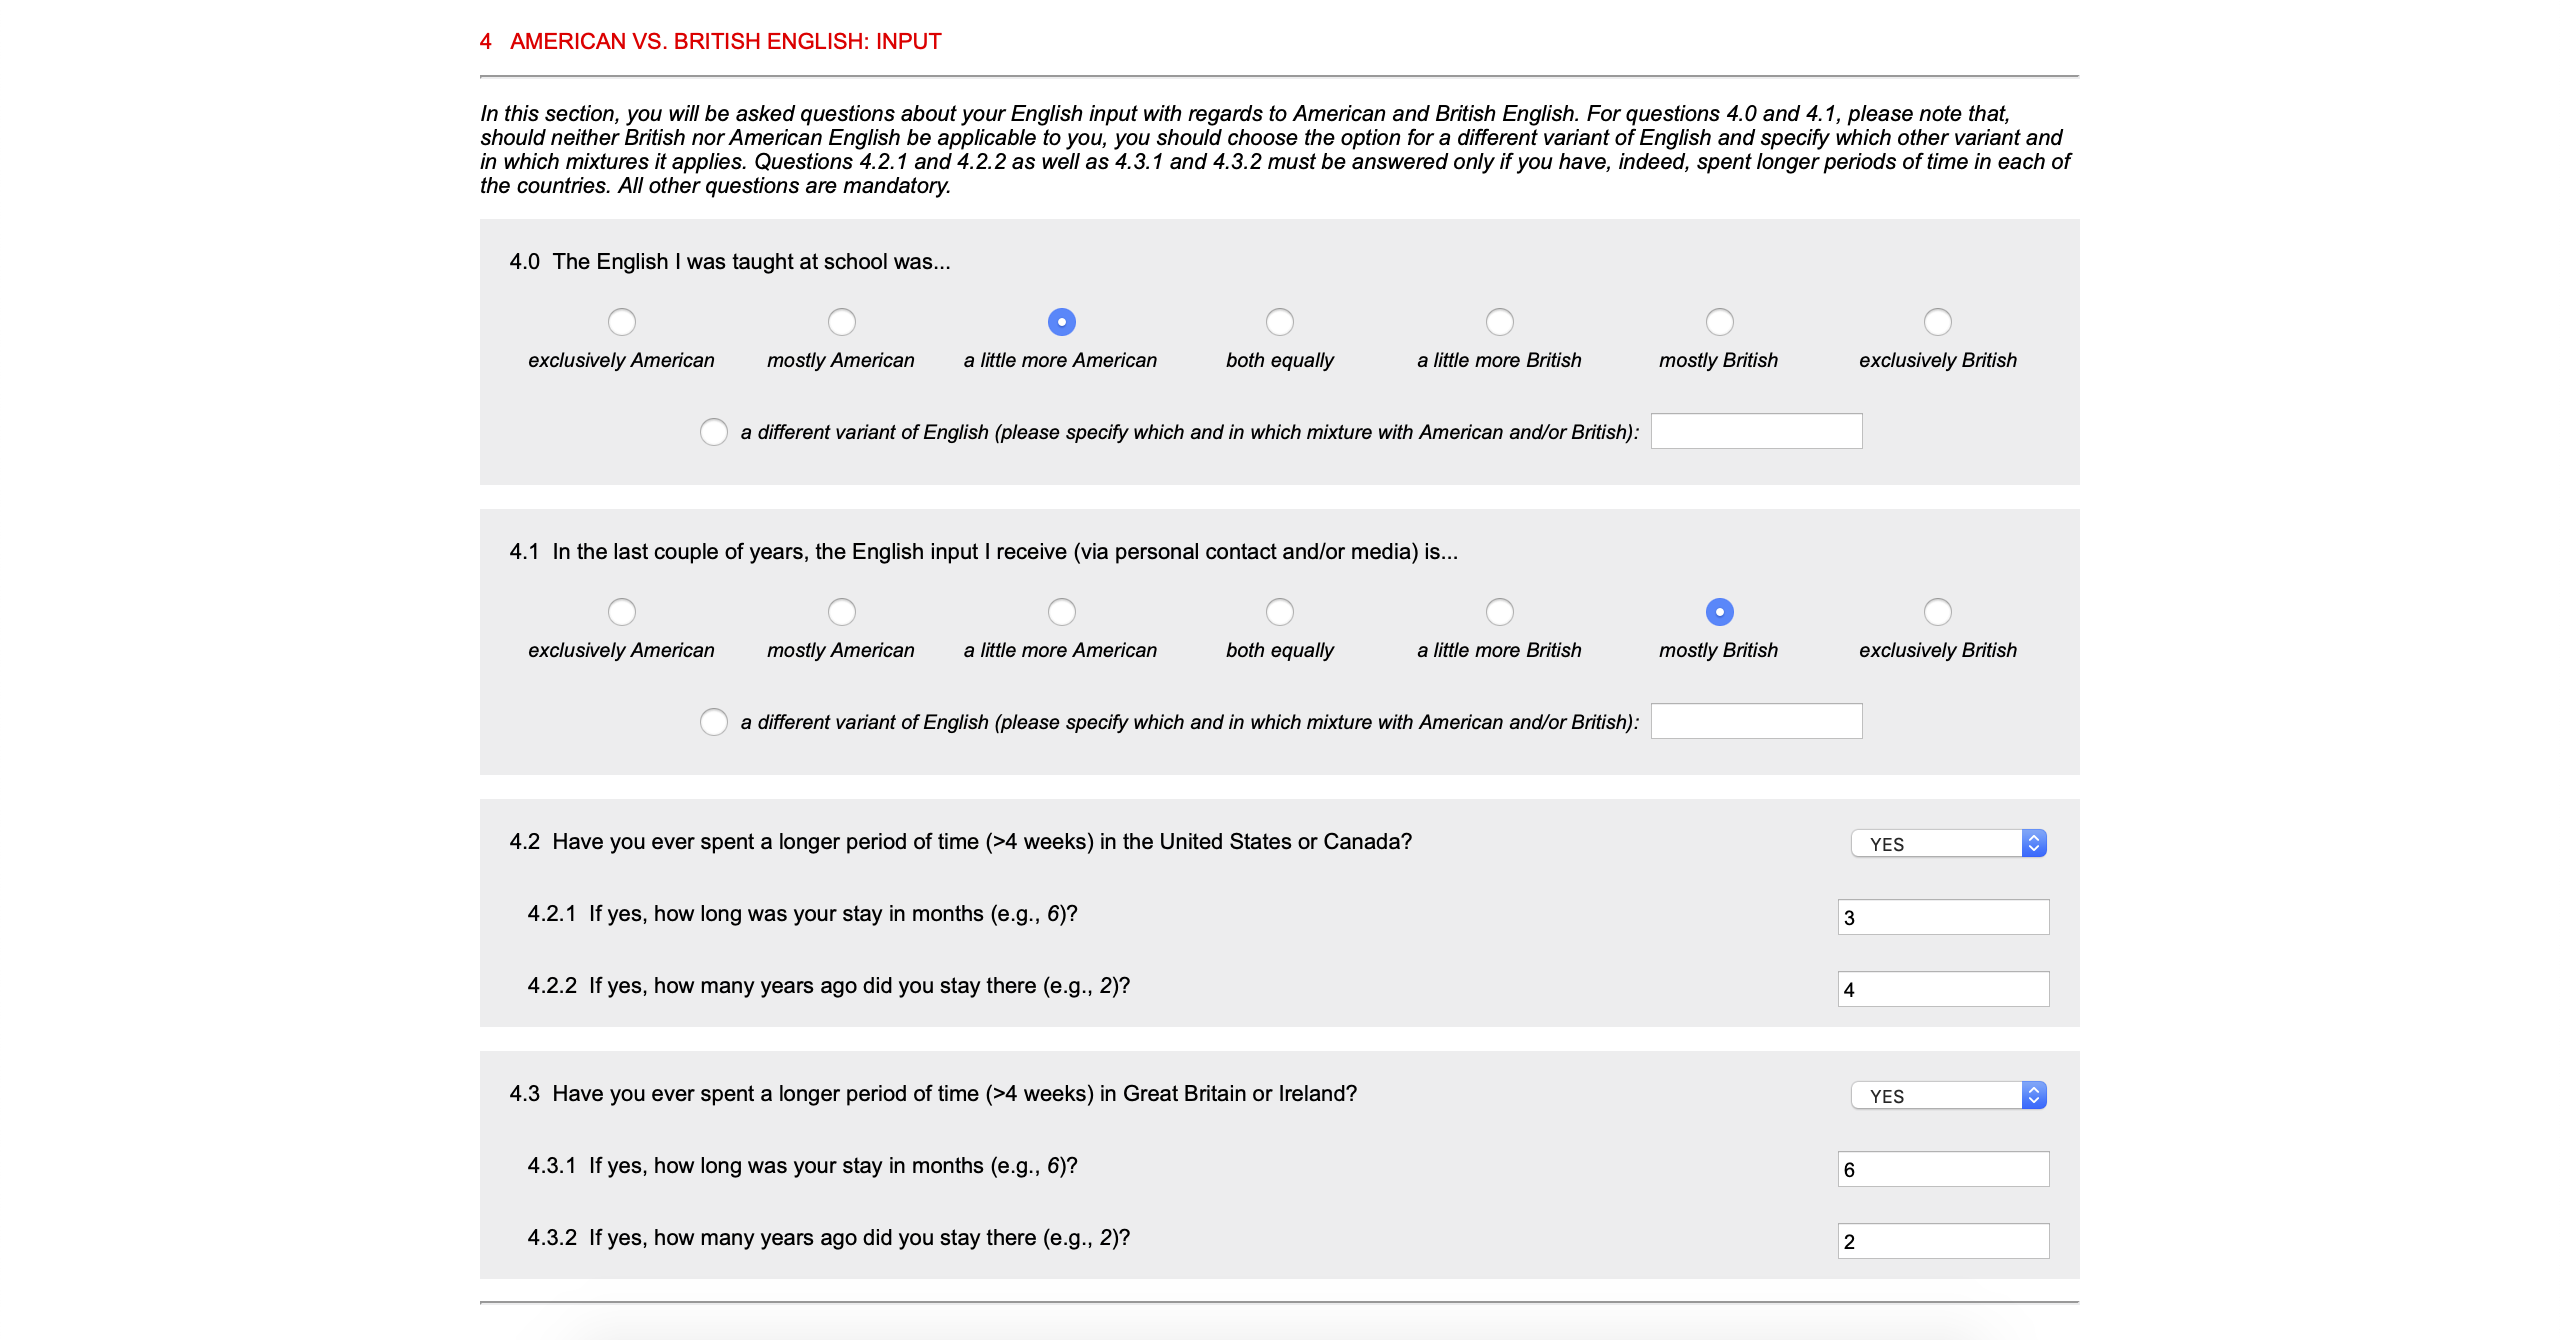 4 AMERICAN VS. BRITISH ENGLISH: INPUT
In this section, you will be asked questions about your English input with regards to American and British English. For questions 4.0 and 4.1, please note that,
should neither British nor American English be applicable to you, you should choose the option for a different variant of English and specify which other variant and
in which mixtures it applies. Questions 4.2.1 and 4.2.2 as well as 4.3.1 and 4.3.2 must be answered only if you have, indeed, spent longer periods of time in each of
the countries. All other questions are mandatory.
4.0 The English I was taught at school was...
exclusively American mostly American a little more American both equally a little more British mostly British exclusively British
a different variant of English (please specify which and in which mixture with American and/or British):
4.1 In the last couple of years, the English input I receive (via personal contact and/or media) is...
exclusively American mostly American a little more American both equally a little more British mostly British exclusively British
a different variant of English (please specify which and in which mixture with American and/or British):
4.2 Have you ever spent a longer period of time (>4 weeks) in the United States or Canada? YES
4.2.1 If yes, how long was your stay in months (e.g., 6)? 3
4.2.2 If yes, how many years ago did you stay there (e.g., 2)? 4
4.3 Have you ever spent a longer period of time (>4 weeks) in Great Britain or Ireland? YES
4.3.1 If yes, how long was your stay in months (e.g., 6)? 6
4.3.2 If yes, how many years ago did you stay there (e.g., 2)? 2